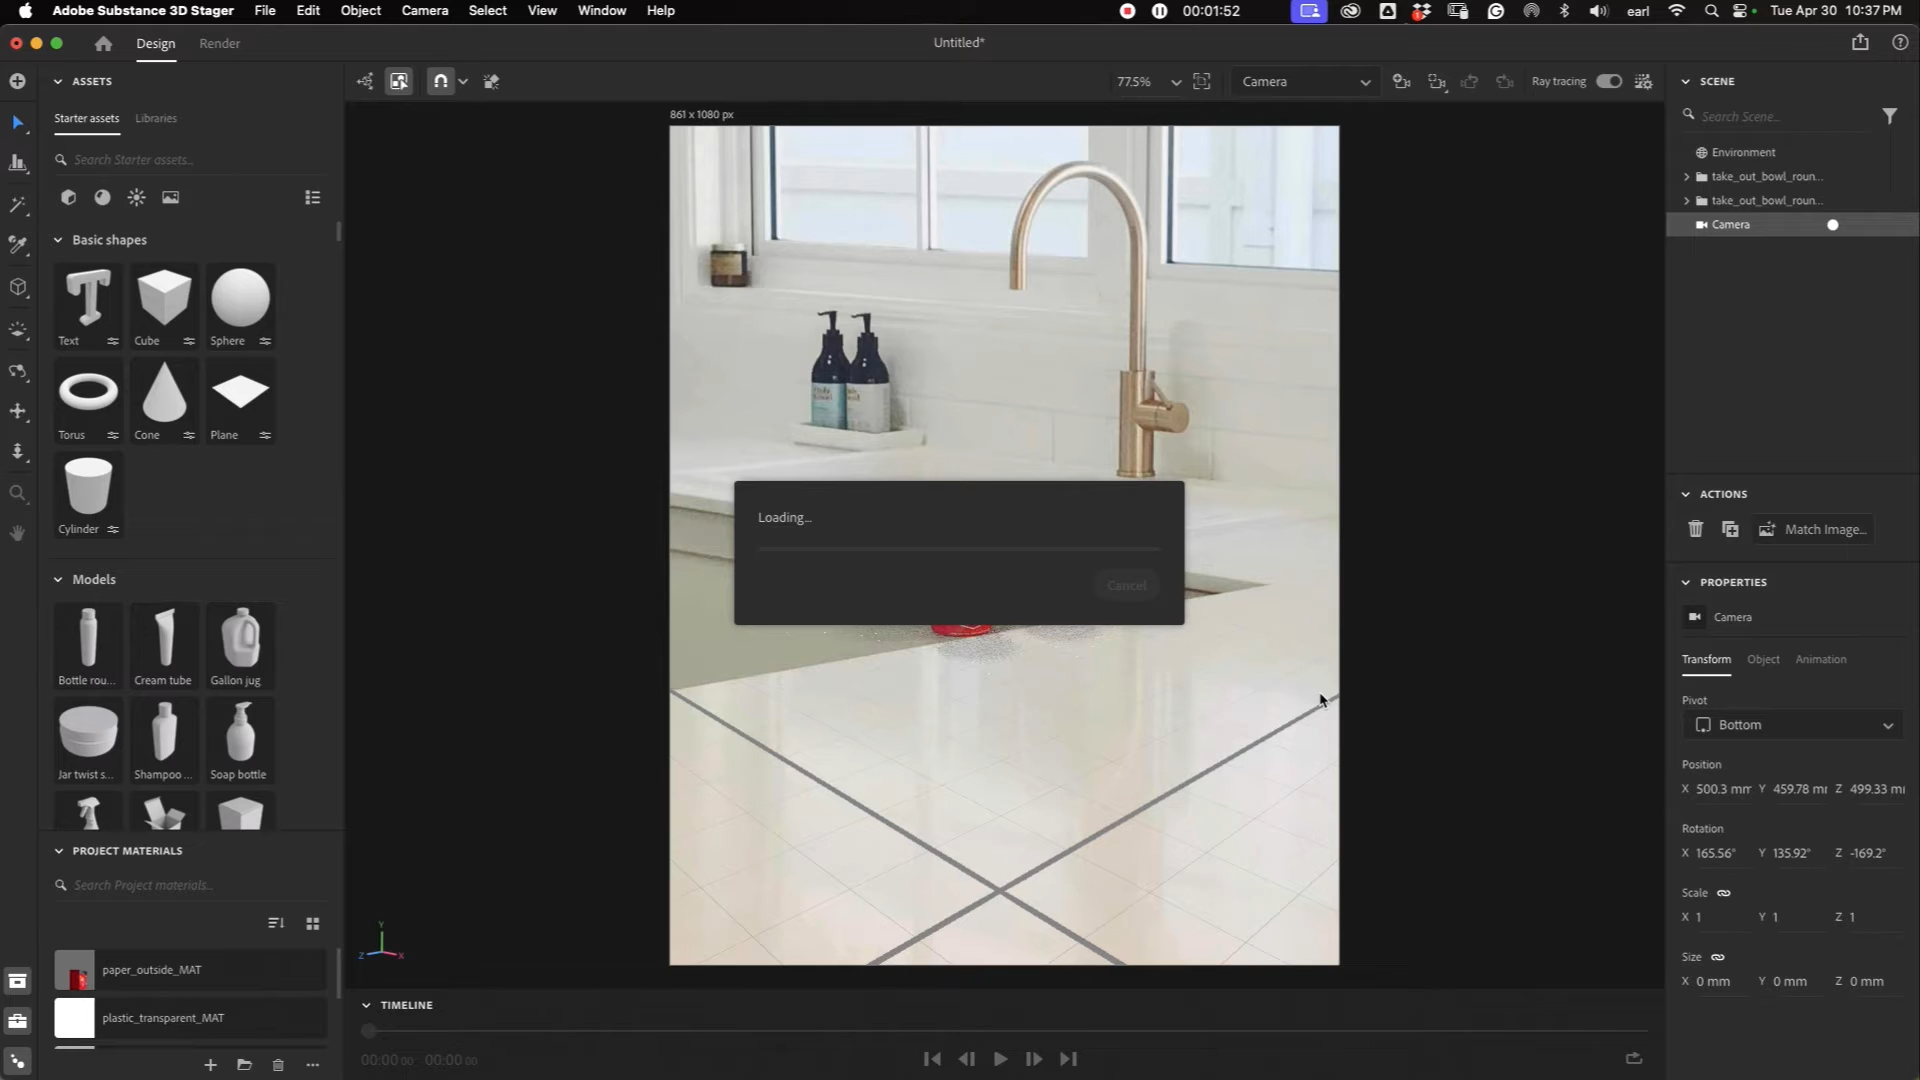 Adobe Substance 3D Stager File Edit Object Camera Select View Window Help 00:01:52 earl Tue Apr 30 10:37 PM
Design Render Untitled*
ASSETS
Starter assets Libraries
Search Starter assets...
Basic shapes
Text Cube Sphere
Torus Cone Plane
Cylinder
Models
Bottle rou... Cream tube Gallon jug
Jar twist s... Shampoo ... Soap bottle
PROJECT MATERIALS
Search Project materials...
paper_outside_MAT
plastic_transparent_MAT
77.5% Camera Ray tracing
861 x 1080 px
Loading...
Cancel
Y
Z X
TIMELINE
00:00:00 00:00:00
SCENE
Search Scene...
Environment
take_out_bowl_roun...
take_out_bowl_roun...
Camera
ACTIONS
Match Image...
PROPERTIES
Camera
Transform Object Animation
Pivot
Bottom
Position
X 500.3 mm Y 459.78 m Z 499.33 m
Rotation
X 165.56° Y 135.92° Z -169.2°
Scale
X 1 Y 1 Z 1
Size
X 0 mm Y 0 mm Z 0 mm